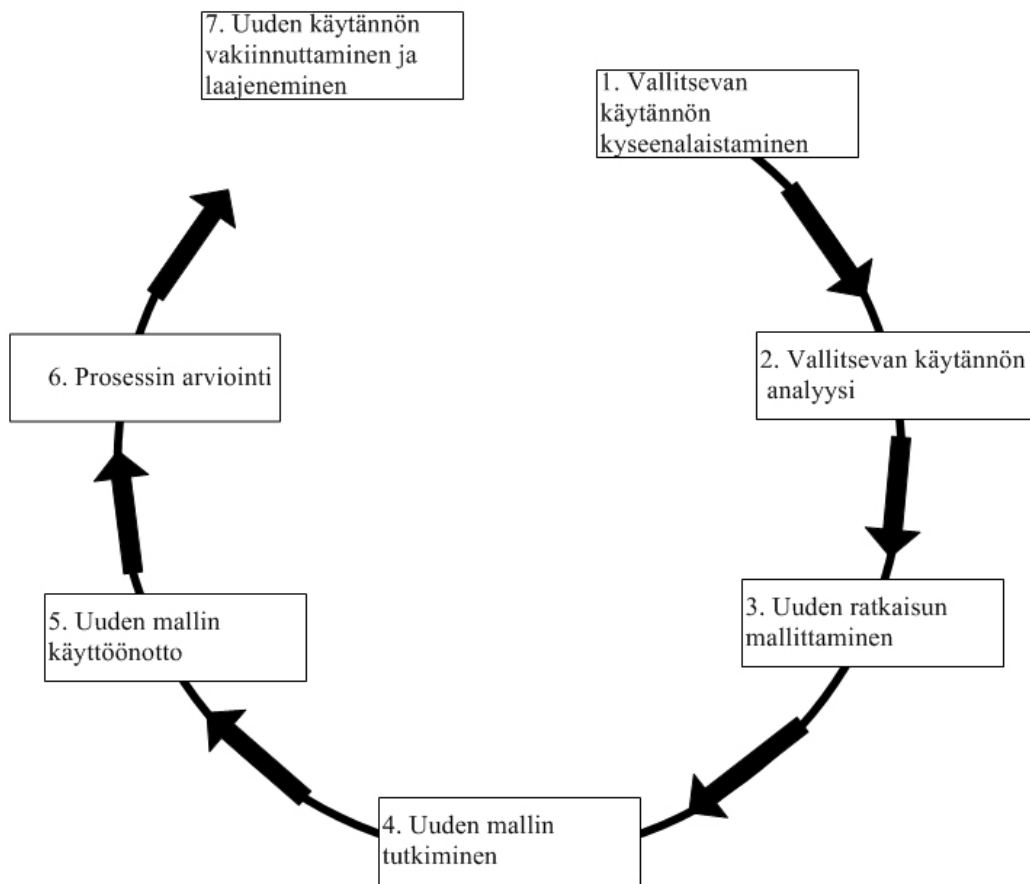 7. Uuden käytännön
vakiinnuttaminen ja
laajeneminen
1. Vallitsevan
käytännön
kyseenalaistaminen
2. Vallitsevan käytännön
analyysi
3. Uuden ratkaisun
mallittaminen
4. Uuden mallin
tutkiminen
5. Uuden mallin
käyttöönotto
6. Prosessin arviointi